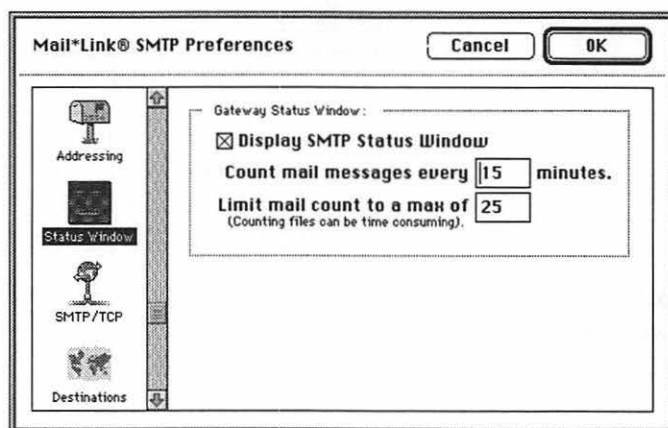 Mail*Link® SMTP Preferences
Cancel
OK
Addressing
Status Window
SMTP/TCP
Destinations
Gateway Status Window:
Display SMTP Status Window
Count mail messages every 15 minutes.
Limit mail count to a max of 25
(Counting files can be time consuming).